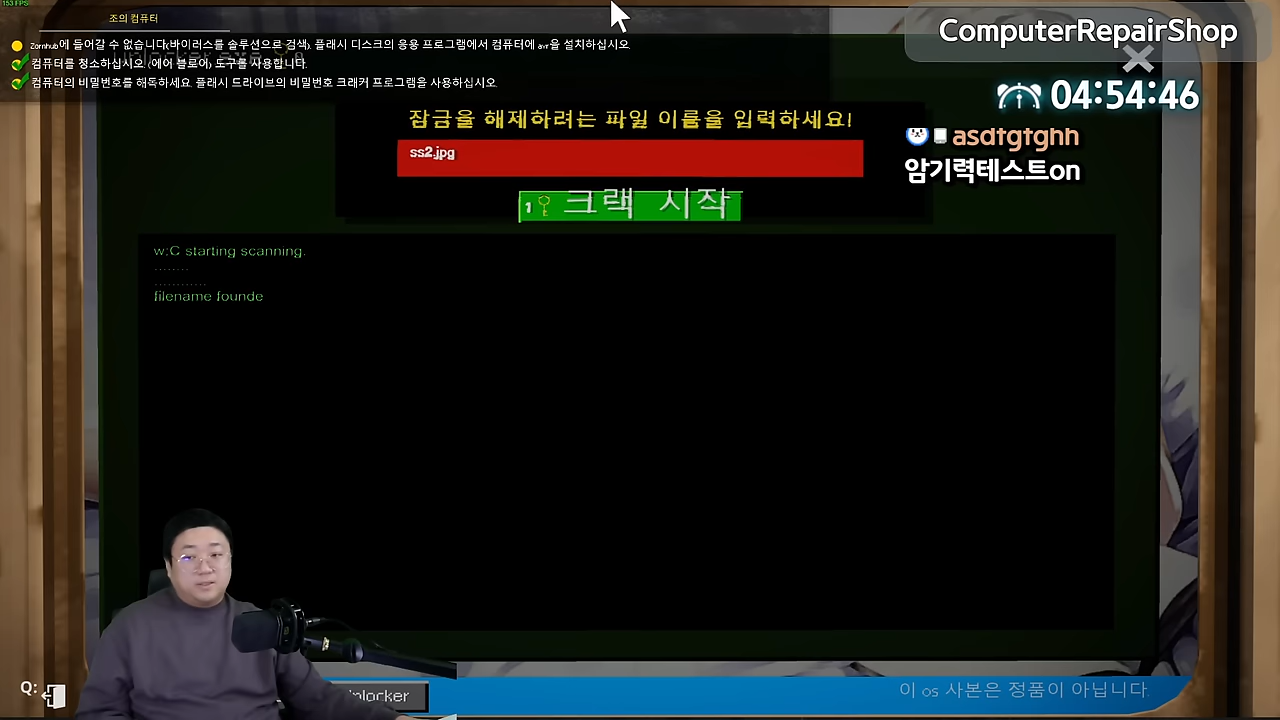 153 FPS
조의 컴퓨터
Zornhub에 들어갈 수 없습니다(바이러스를 솔루션으로 검색). 플래시 디스크의 응용 프로그램에서 컴퓨터에 avr을 설치하십시오.
컴퓨터를 청소하십시오. (에어 블로어) 도구를 사용합니다.
컴퓨터의 비밀번호를 해독하세요. 플래시 드라이브의 비밀번호 크래커 프로그램을 사용하십시오.
ComputerRepairShop
04:54:46
asdtgtghh
암기력테스트on
잠금을 해제하려는 파일 이름을 입력하세요!
ss2.jpg
1 크랙 시작
w:C starting scanning.
........
............
filename founde
Q:
nlocker
이 os 사본은 정품이 아닙니다.